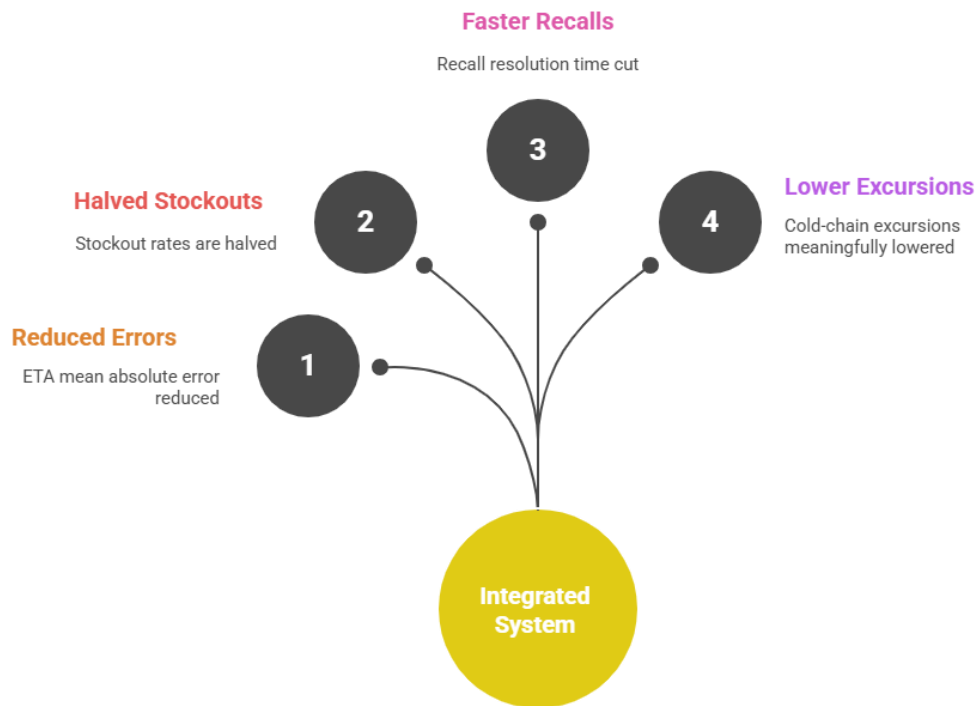 Faster Recalls
Recall resolution time cut
3
Halved Stockouts
Stockout rates are halved
2
Lower Excursions
Cold-chain excursions
meaningfully lowered
4
Reduced Errors
ETA mean absolute error
reduced
1
Integrated
System